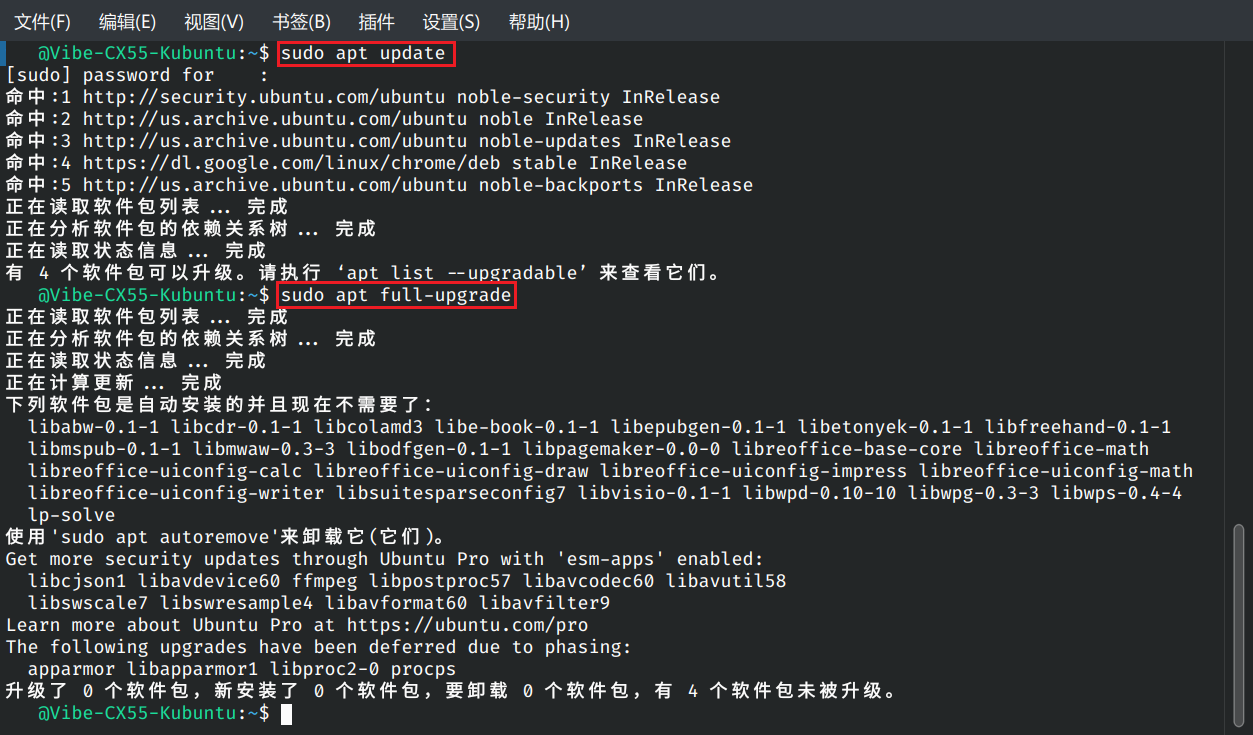 文件(F) 编辑(E) 视图(V) 书签(B) 插件 设置(S) 帮助(H)
@Vibe-CX55-Kubuntu:~$ sudo apt update
[sudo] password for    :
命中:1 http://security.ubuntu.com/ubuntu noble-security InRelease
命中:2 http://us.archive.ubuntu.com/ubuntu noble InRelease
命中:3 http://us.archive.ubuntu.com/ubuntu noble-updates InRelease
命中:4 https://dl.google.com/linux/chrome/deb stable InRelease
命中:5 http://us.archive.ubuntu.com/ubuntu noble-backports InRelease
正在读取软件包列表... 完成
正在分析软件包的依赖关系树... 完成
正在读取状态信息... 完成
有 4 个软件包可以升级。请执行 ‘apt list --upgradable’ 来查看它们。
@Vibe-CX55-Kubuntu:~$ sudo apt full-upgrade
正在读取软件包列表... 完成
正在分析软件包的依赖关系树... 完成
正在读取状态信息... 完成
正在计算更新... 完成
下列软件包是自动安装的并且现在不需要了：
  libabw-0.1-1 libcdr-0.1-1 libcolamd3 libe-book-0.1-1 libepubgen-0.1-1 libetonyek-0.1-1 libfreehand-0.1-1
  libmspub-0.1-1 libmwaw-0.3-3 libodfgen-0.1-1 libpagemaker-0.0-0 libreoffice-base-core libreoffice-math
  libreoffice-uiconfig-calc libreoffice-uiconfig-draw libreoffice-uiconfig-impress libreoffice-uiconfig-math
  libreoffice-uiconfig-writer libsuitesparseconfig7 libvisio-0.1-1 libwpd-0.10-10 libwpg-0.3-3 libwps-0.4-4
  lp-solve
使用'sudo apt autoremove'来卸载它(它们)。
Get more security updates through Ubuntu Pro with 'esm-apps' enabled:
  libcjson1 libavdevice60 ffmpeg libpostproc57 libavcodec60 libavutil58
  libswscale7 libswresample4 libavformat60 libavfilter9
Learn more about Ubuntu Pro at https://ubuntu.com/pro
The following upgrades have been deferred due to phasing:
  apparmor libapparmor1 libproc2-0 procps
升级了 0 个软件包，新安装了 0 个软件包，要卸载 0 个软件包，有 4 个软件包未被升级。
@Vibe-CX55-Kubuntu:~$